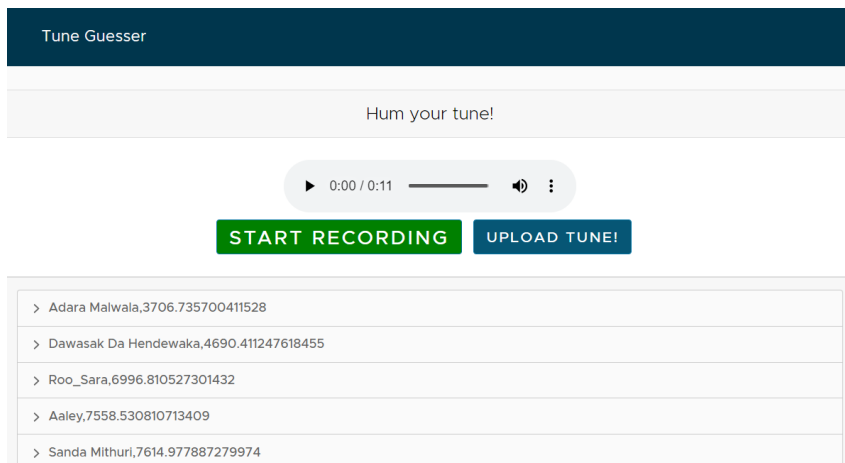 Tune Guesser
Hum your tune!
0:00 / 0:11
START RECORDING
UPLOAD TUNE!
Adara Malwala,3706.735700411528
Dawasak Da Hendewaka,4690.411247618455
Roo_Sara,6996.810527301432
Aaley,7558.530810713409
Sanda Mithuri,7614.977887279974